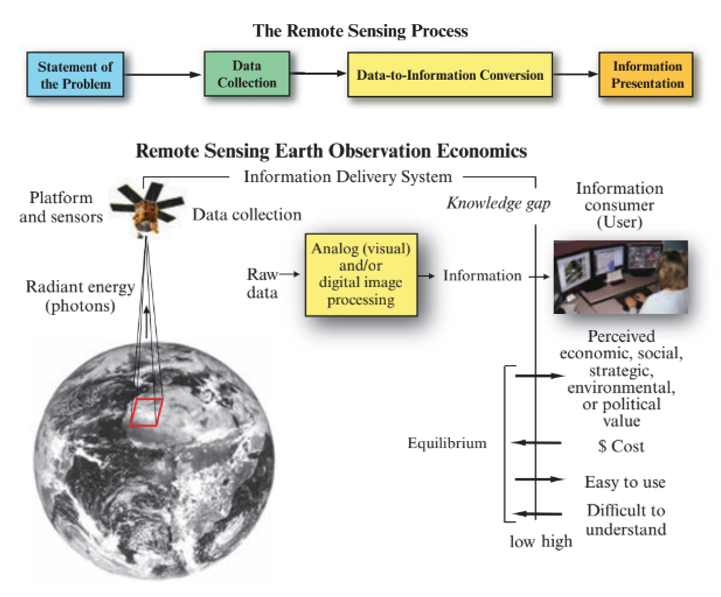 The Remote Sensing Process
Statement of
the Problem
Data
Collection
Data-to-Information Conversion
Information
Presentation
Remote Sensing Earth Observation Economics
Information Delivery System
Platform
and sensors
Data collection
Knowledge gap
Information
consumer
(User)
Radiant energy
(photons)
Raw
data
Analog (visual)
and/or
digital image
processing
Information
Perceived
economic, social,
strategic,
environmental,
or political
value
Equilibrium
$ Cost
Easy to use
Difficult to
understand
low high